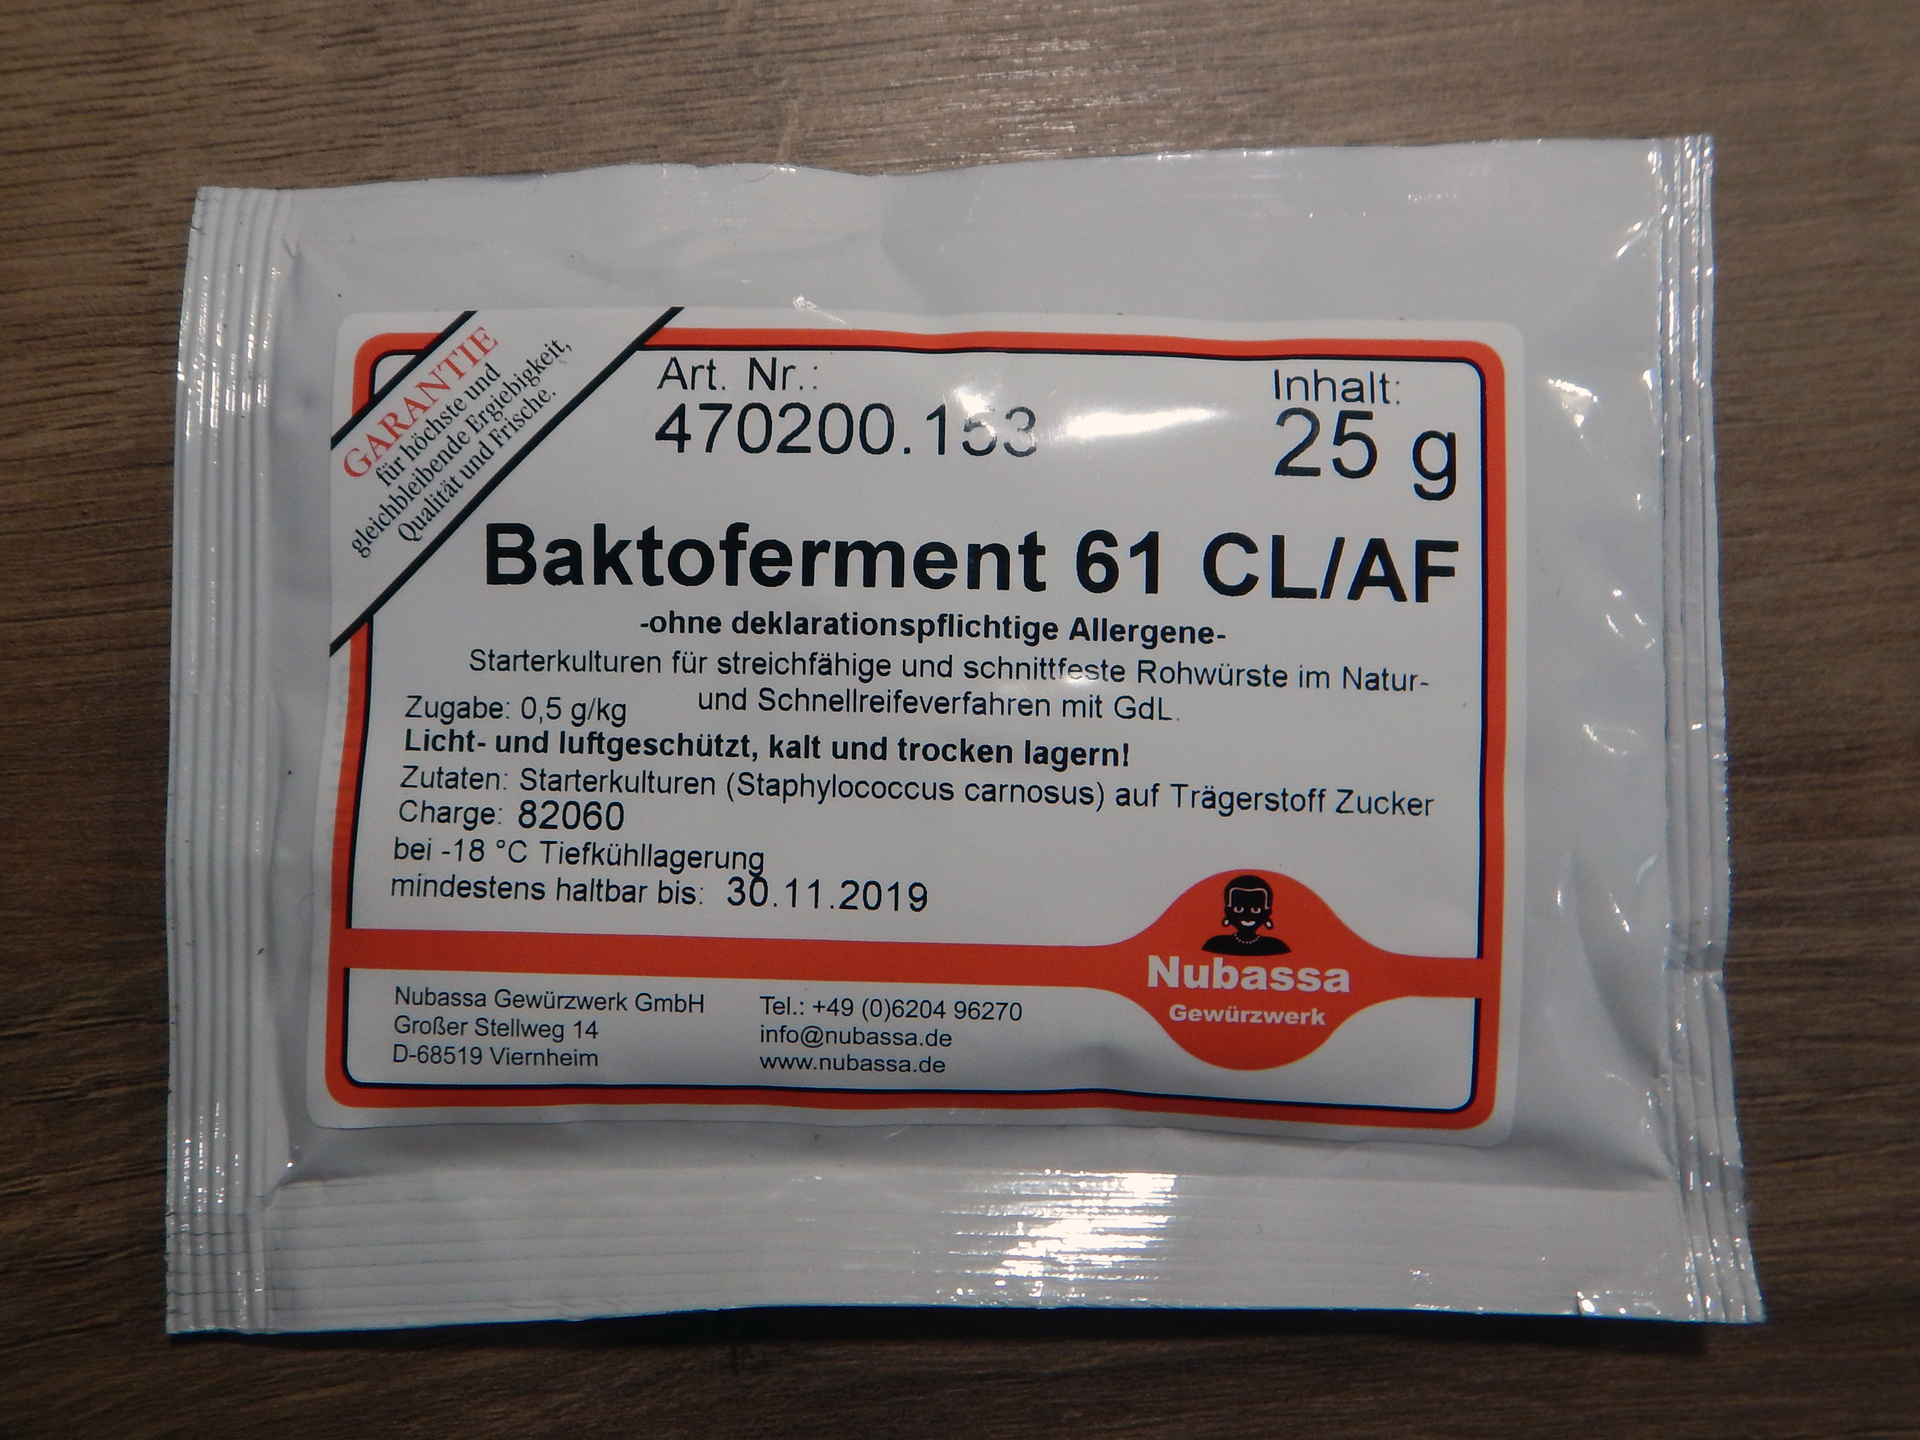 GARANTIE
für höchste und
gleichbleibende Ergiebigkeit,
Qualität und Frische.
Art. Nr.:
470200.153
Inhalt:
25 g
Baktoferment 61 CL/AF
-ohne deklarationspflichtige Allergene-
Starterkulturen für streichfähige und schnittfeste Rohwürste im Natur-
und Schnellreifeverfahren mit GdL.
Zugabe: 0,5 g/kg
Licht- und luftgeschützt, kalt und trocken lagern!
Zutaten: Starterkulturen (Staphylococcus carnosus) auf Trägerstoff Zucker
Charge: 82060
bei -18 °C Tiefkühllagerung
mindestens haltbar bis: 30.11.2019
Nubassa
Gewürzwerk
Nubassa Gewürzwerk GmbH
Großer Stellweg 14
D-68519 Viernheim
Tel.: +49 (0)6204 96270
info@nubassa.de
www.nubassa.de